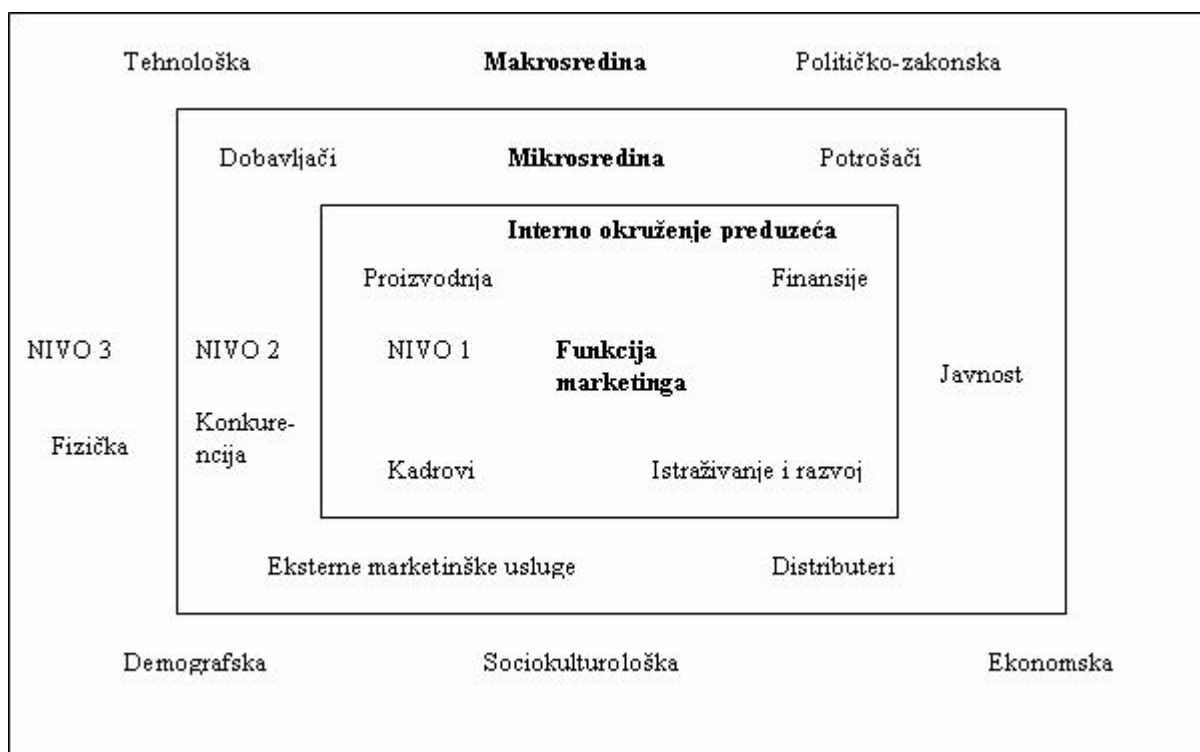 Tehnološka Makrosredina Političko-zakonska
Dobavljači Mikrosredina Potrošači
Interno okruženje preduzeća
Proizvodnja Finansije
NIVO 3 NIVO 2 NIVO 1 Funkcija
marketinga
Javnost
Konkure-
ncija
Fizička
Kadrovi Istraživanje i razvoj
Eksterne marketinške usluge Distributeri
Demografska Sociokulturološka Ekonomska